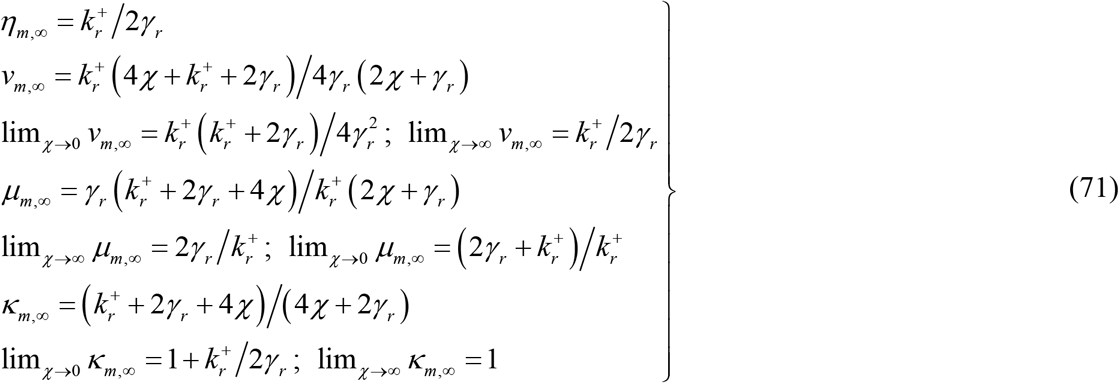 η_{m,∞} = k_r^+/2γ_r
v_{m,∞} = k_r^+(4χ + k_r^+ + 2γ_r)/4γ_r(2χ + γ_r)
lim_{χ→0} v_{m,∞} = k_r^+(k_r^+ + 2γ_r)/4γ_r^2 ; lim_{χ→∞} v_{m,∞} = k_r^+/2γ_r
μ_{m,∞} = γ_r(k_r^+ + 2γ_r + 4χ)/k_r^+(2χ + γ_r)
(71)
lim_{χ→∞} μ_{m,∞} = 2γ_r/k_r^+ ; lim_{χ→0} μ_{m,∞} = (2γ_r + k_r^+)/k_r^+
κ_{m,∞} = (k_r^+ + 2γ_r + 4χ)/(4χ + 2γ_r)
lim_{χ→0} κ_{m,∞} = 1 + k_r^+/2γ_r ; lim_{χ→∞} κ_{m,∞} = 1